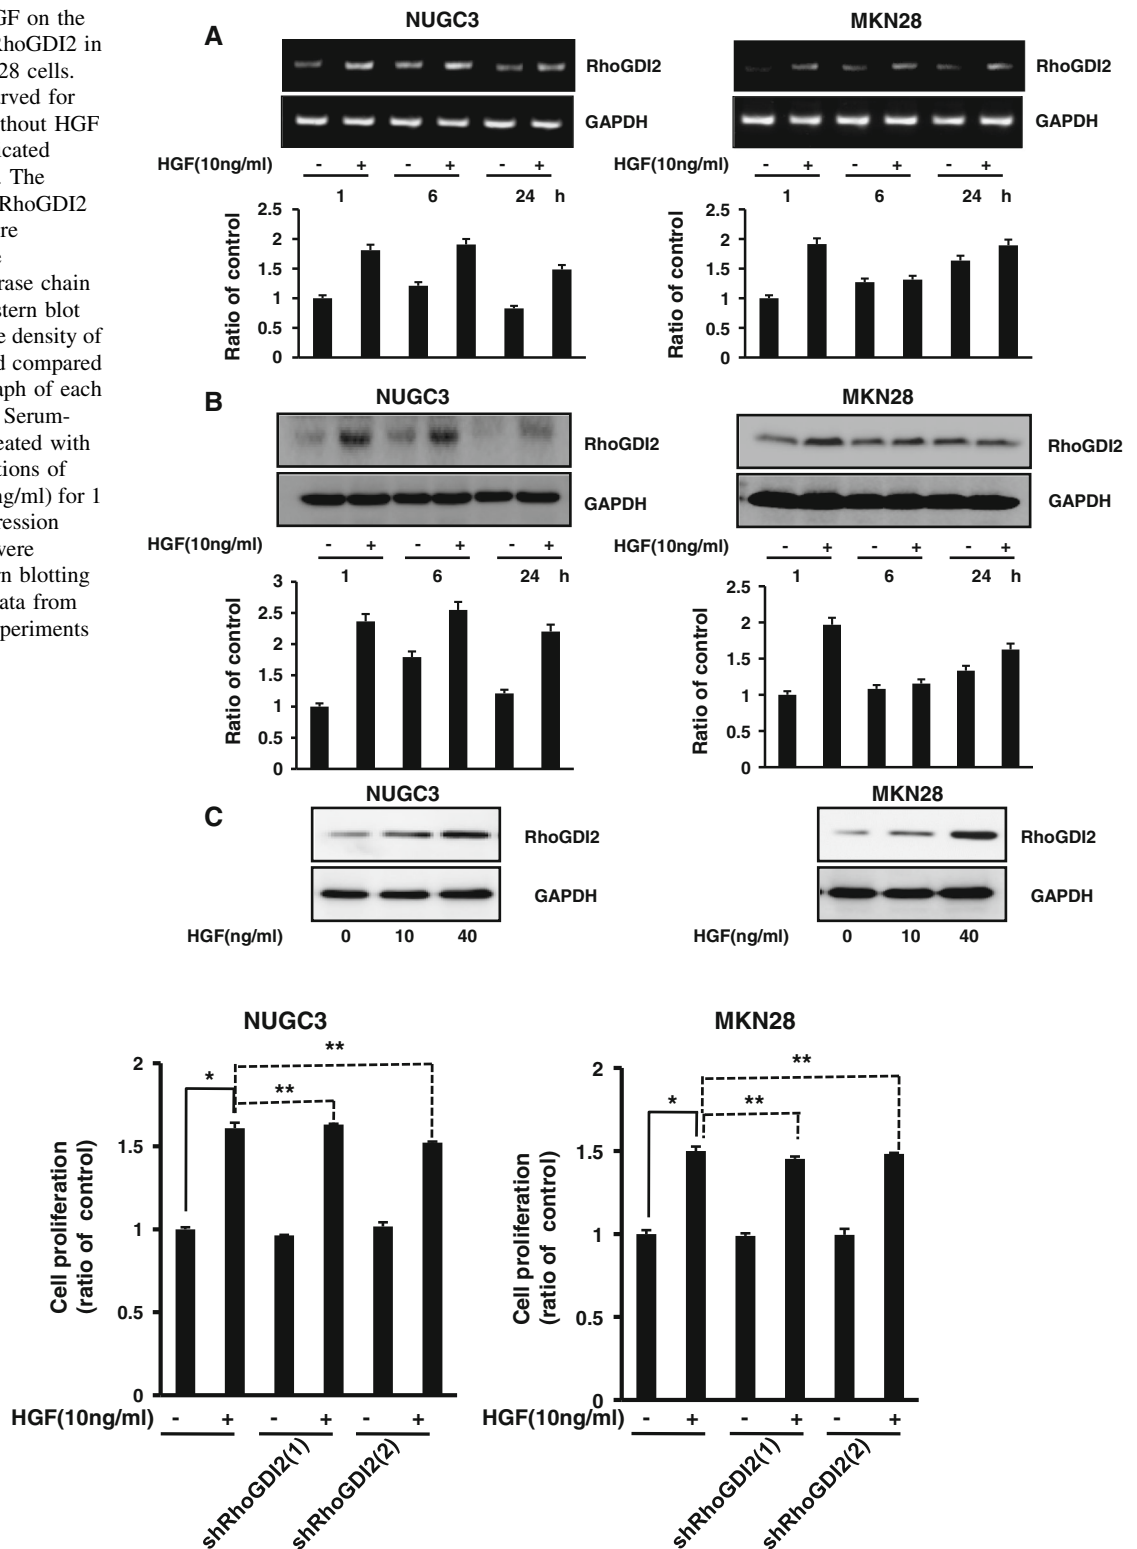 GF on the
RhoGDI2 in
28 cells.
rved for
ithout HGF
icated
. The
RhoGDI2
re
rase chain
stern blot
e density of
d compared
aph of each
Serum-
eated with
tions of
ng/ml) for 1
ression
were
rn blotting
ata from
periments
A
NUGC3
RhoGDI2
GAPDH
HGF(10ng/ml) - + - + - +
1 6 24 h
Ratio of control
2.5
2
1.5
1
0.5
0
MKN28
RhoGDI2
GAPDH
HGF(10ng/ml) - + - + - +
1 6 24 h
Ratio of control
2.5
2
1.5
1
0.5
0
B
NUGC3
RhoGDI2
GAPDH
HGF(10ng/ml) - + - + - +
1 6 24 h
Ratio of control
3
2.5
2
1.5
1
0.5
0
MKN28
RhoGDI2
GAPDH
HGF(10ng/ml) - + - + - +
1 6 24 h
Ratio of control
2.5
2
1.5
1
0.5
0
C
NUGC3
RhoGDI2
GAPDH
HGF(ng/ml) 0 10 40
MKN28
RhoGDI2
GAPDH
HGF(ng/ml) 0 10 40
NUGC3
Cell proliferation
(ratio of control)
2
1.5
1
0.5
0
* ** **
HGF(10ng/ml) - + - + - +
shRhoGDI2(1)
shRhoGDI2(2)
MKN28
Cell proliferation
(ratio of control)
2
1.5
1
0.5
0
* ** **
HGF(10ng/ml) - + - + - +
shRhoGDI2(1)
shRhoGDI2(2)